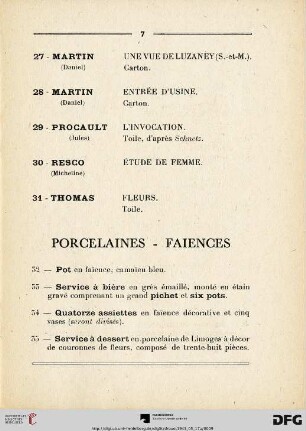 7
27 - MARTIN UNE VUE DE LUZANEY (S.-et-M.).
(Daniel) Carton.
28 - MARTIN ENTRÉE D'USINE.
(Daniel) Carton.
29 - PROCAULT L'INVOCATION.
(Jules) Toile, d'après Schnetz.
30 - RESCO ÉTUDE DE FEMME.
(Micheline)
31 - THOMAS FLEURS.
Toile.
PORCELAINES - FAIENCES
32 — Pot en faïence, camaïeu bleu.
33 — Service à bière en grès émaillé, monté en étain
gravé comprenant un grand pichet et six pots.
34 — Quatorze assiettes en faïence décorative et cinq
vases (seront divisés).
35 — Service à dessert en porcelaine de Limoges à décor
de couronnes de fleurs, composé de trente-huit pièces.
DFG